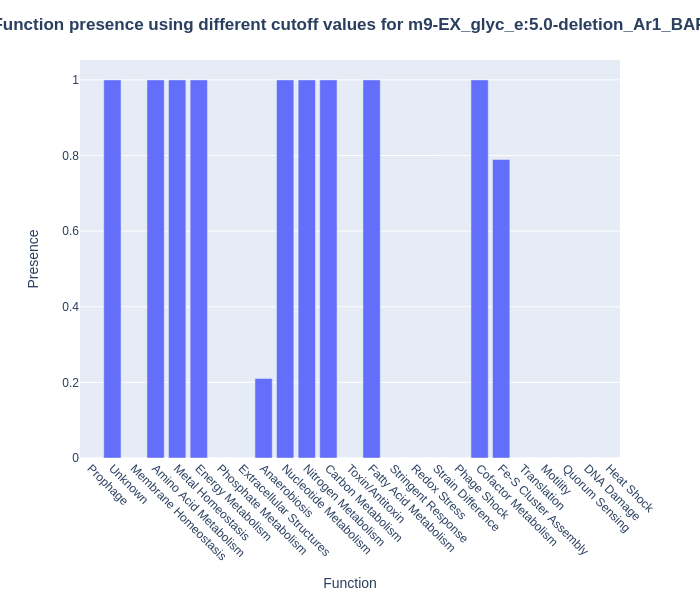 Function presence using different cutoff values for m9-EX_glyc_e:5.0-deletion_Ar1_BAR
1
0.8
0.6
0.4
0.2
0
Presence
Prophage
Unknown
Membrane Homeostasis
Amino Acid Metabolism
Metal Homeostasis
Energy Metabolism
Phosphate Metabolism
Extracellular Structures
Anaerobiosis
Nucleotide Metabolism
Nitrogen Metabolism
Carbon Metabolism
Toxin/Antitoxin
Fatty Acid Metabolism
Stringent Response
Redox Stress
Strain Difference
Phage Shock
Cofactor Metabolism
Fe-S Cluster Assembly
Translation
Motility
Quorum Sensing
DNA Damage
Heat Shock
Function